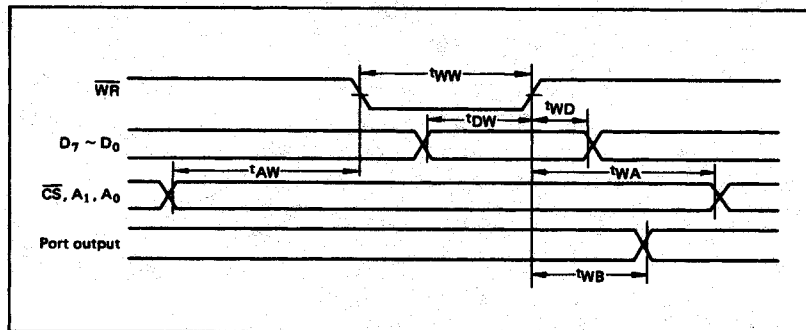 tWW
WR
tDW
tWD
D7 ~ D0
tAW
tWA
CS, A1, A0
Port output
tWB